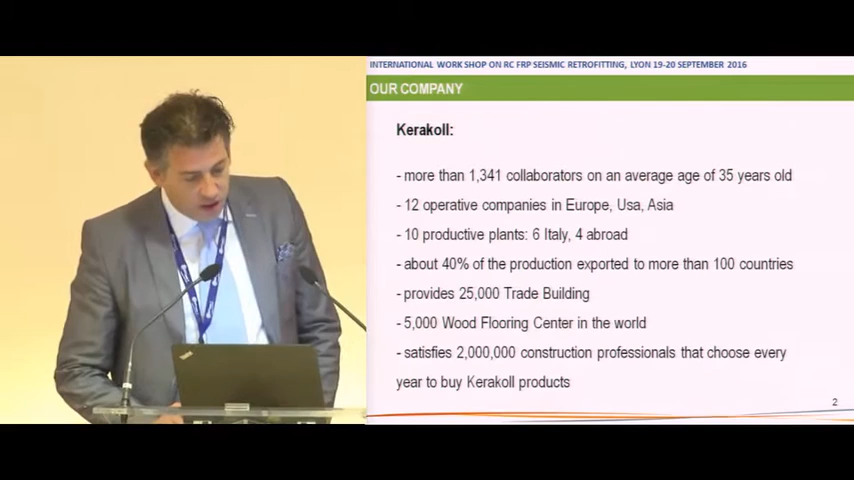 INTERNATIONAL WORK SHOP ON RC FRP SEISMIC RETROFITTING, LYON 19-20 SEPTEMBER 2016
OUR COMPANY
Kerakoll:
- more than 1,341 collaborators on an average age of 35 years old
- 12 operative companies in Europe, Usa, Asia
- 10 productive plants: 6 Italy, 4 abroad
- about 40% of the production exported to more than 100 countries
- provides 25,000 Trade Building
- 5,000 Wood Flooring Center in the world
- satisfies 2,000,000 construction professionals that choose every
year to buy Kerakoll products
2